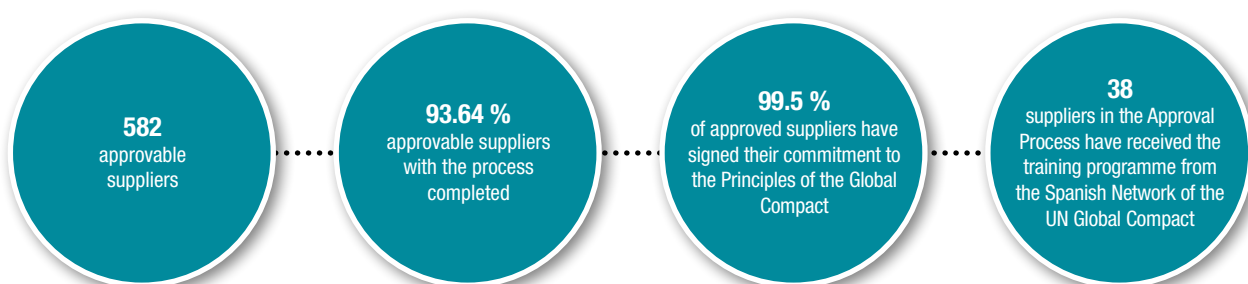 582
approvable
suppliers
93.64 %
approvable suppliers
with the process
completed
99.5 %
of approved suppliers have
signed their commitment to
the Principles of the Global
Compact
38
suppliers in the Approval
Process have received the
training programme from
the Spanish Network of the
UN Global Compact